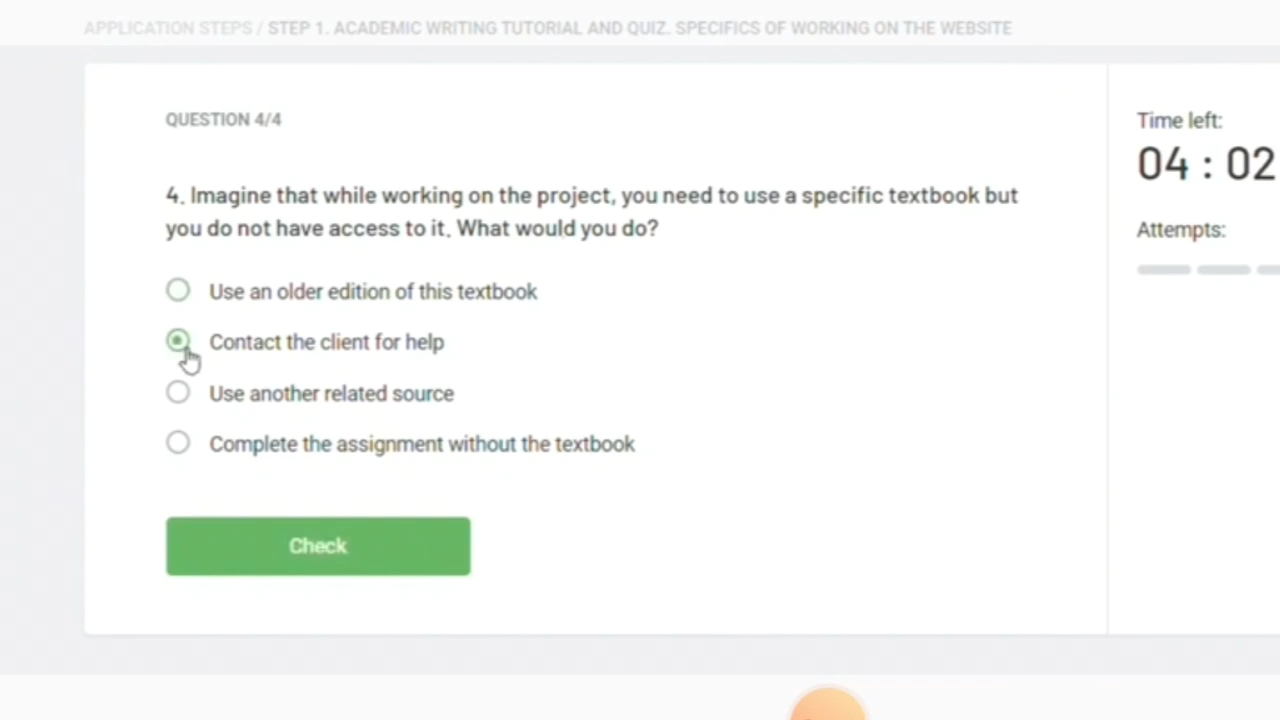 APPLICATION STEPS / STEP 1. ACADEMIC WRITING TUTORIAL AND QUIZ. SPECIFICS OF WORKING ON THE WEBSITE
QUESTION 4/4
4. Imagine that while working on the project, you need to use a specific textbook but
you do not have access to it. What would you do?
Use an older edition of this textbook
Contact the client for help
Use another related source
Complete the assignment without the textbook
Check
Time left:
04 : 02
Attempts: